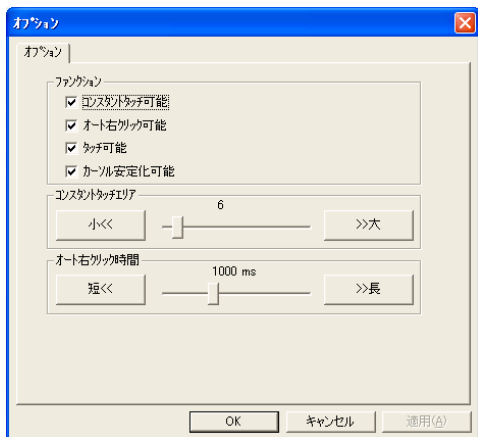 オプション
オプション
ファンクション
コンスタントタッチ可能
オート右クリック可能
タッチ可能
カーソル安定化可能
コンスタントタッチエリア
6
小<< >>大
オート右クリック時間
1000 ms
短<< >>長
OK キャンセル 適用(A)